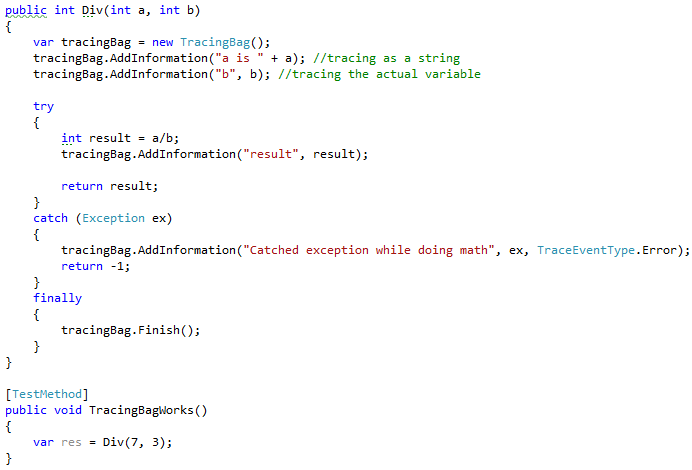 public int Div(int a, int b)
{
    var tracingBag = new TracingBag();
    tracingBag.AddInformation("a is " + a); //tracing as a string
    tracingBag.AddInformation("b", b); //tracing the actual variable

    try
    {
        int result = a/b;
        tracingBag.AddInformation("result", result);

        return result;
    }
    catch (Exception ex)
    {
        tracingBag.AddInformation("Catched exception while doing math", ex, TraceEventType.Error);
        return -1;
    }
    finally
    {
        tracingBag.Finish();
    }
}

[TestMethod]
public void TracingBagWorks()
{
    var res = Div(7, 3);
}